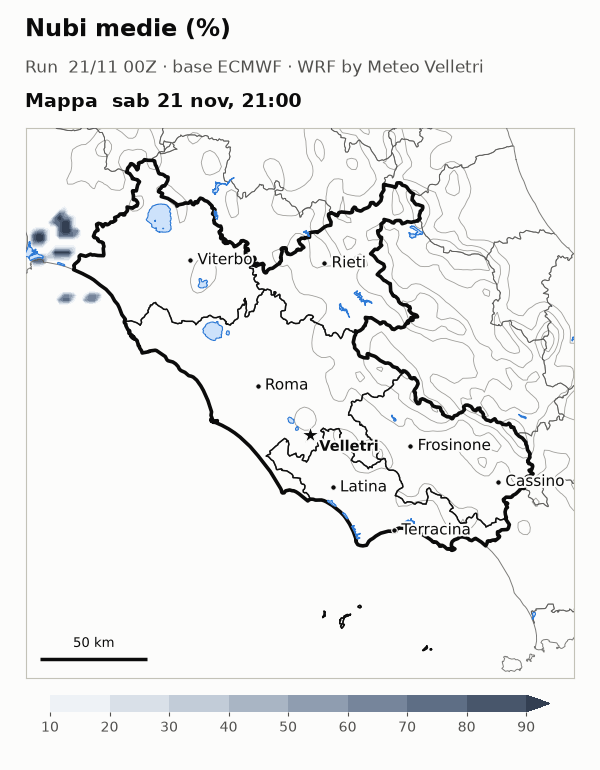 Nubi medie (%)
Run  21/11 00Z · base ECMWF · WRF by Meteo Velletri
Mappa  sab 21 nov, 21:00
Viterbo
Rieti
Roma
Velletri
Frosinone
Latina
Cassino
Terracina
50 km
10 20 30 40 50 60 70 80 90